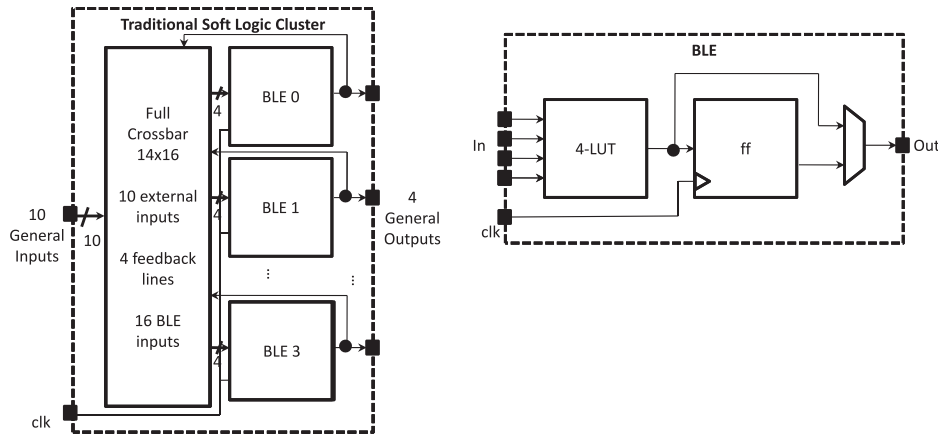 Traditional Soft Logic Cluster
Full
Crossbar
14x16
10 external
inputs
4 feedback
lines
16 BLE
inputs
10
General
Inputs
10
clk
4
BLE 0
4
BLE 1
...
...
4
BLE 3
4
General
Outputs
BLE
In
4-LUT
ff
Out
clk